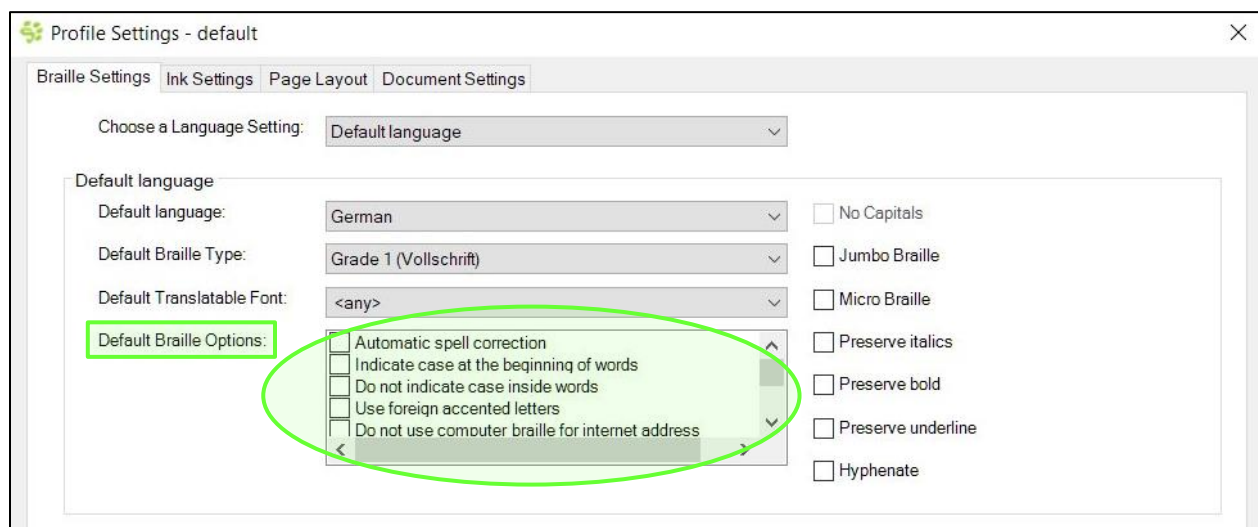 Profile Settings - default
Braille Settings Ink Settings Page Layout Document Settings
Choose a Language Setting: Default language
Default language
Default language: German No Capitals
Default Braille Type: Grade 1 (Vollschrift) Jumbo Braille
Default Translatable Font: <any> Micro Braille
Default Braille Options: Automatic spell correction Preserve italics
Indicate case at the beginning of words
Do not indicate case inside words Preserve bold
Use foreign accented letters
Do not use computer braille for internet address Preserve underline
Hyphenate